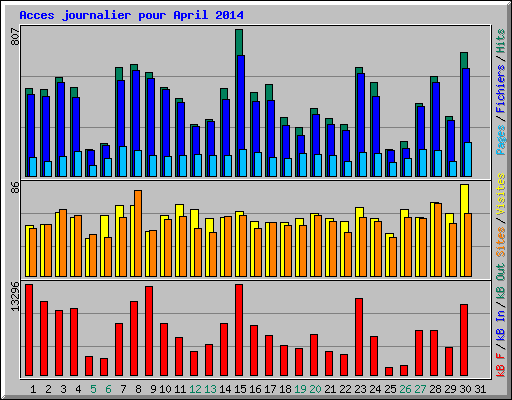 Acces journalier pour April 2014
807
86
13296
Pages / Fichiers / Hits
Sites / Visites
kB F / kB In / kB Out
1 2 3 4 5 6 7 8 9 10 11 12 13 14 15 16 17 18 19 20 21 22 23 24 25 26 27 28 29 30 31